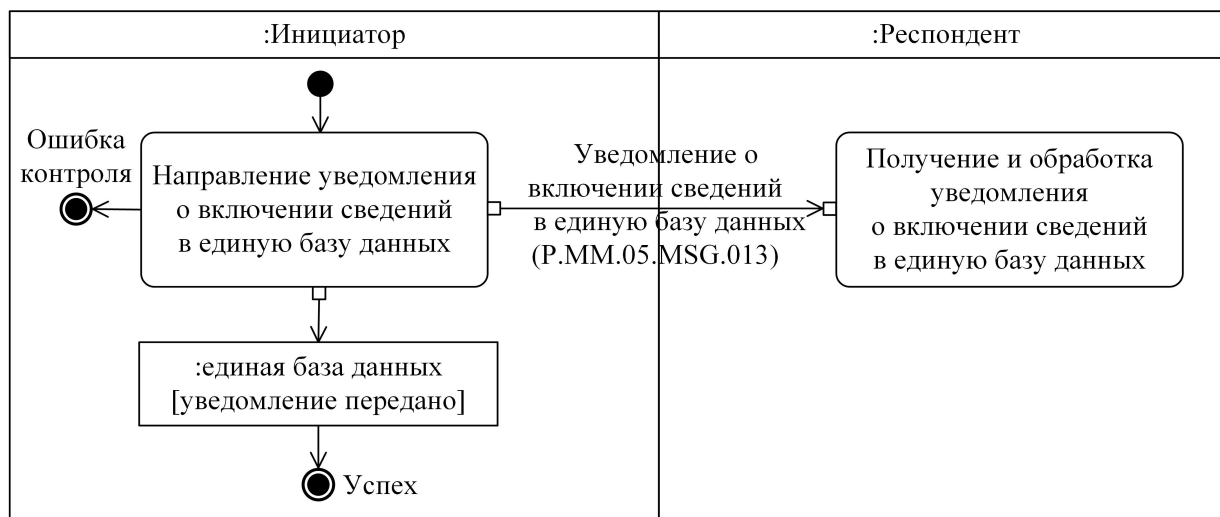 :Инициатор
:Респондент
Ошибка
контроля
Направление уведомления
о включении сведений
в единую базу данных
Уведомление о
включении сведений
в единую базу данных
(P.MM.05.MSG.013)
Получение и обработка
уведомления
о включении сведений
в единую базу данных
:единая база данных
[уведомление передано]
Успех